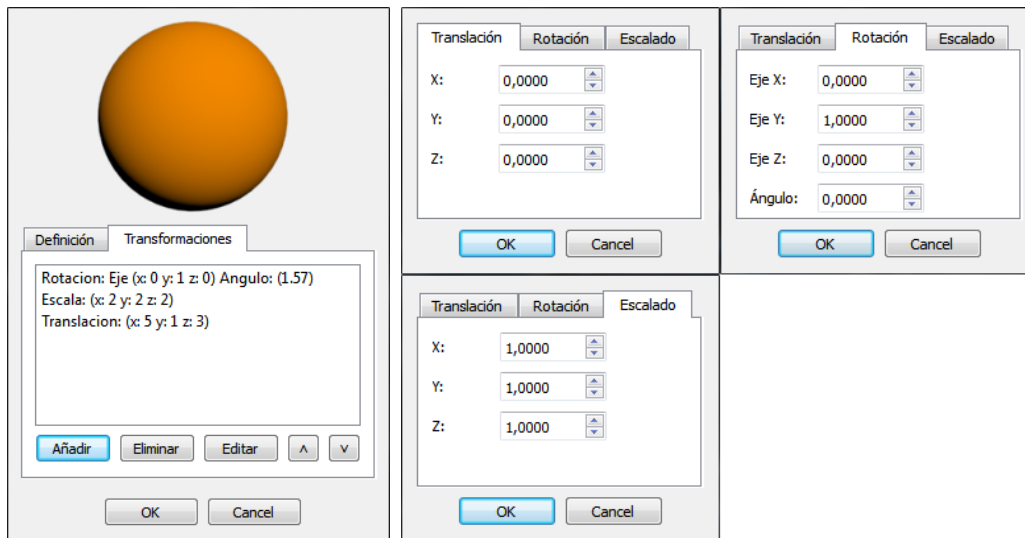 Definición Transformaciones
Rotacion: Eje (x: 0 y: 1 z: 0) Angulo: (1.57)
Escala: (x: 2 y: 2 z: 2)
Translacion: (x: 5 y: 1 z: 3)
Añadir Eliminar Editar ʌ v
OK Cancel
Translación Rotación Escalado
X: 0,0000
Y: 0,0000
Z: 0,0000
OK Cancel
Translación Rotación Escalado
Eje X: 0,0000
Eje Y: 1,0000
Eje Z: 0,0000
Ángulo: 0,0000
OK Cancel
Translación Rotación Escalado
X: 1,0000
Y: 1,0000
Z: 1,0000
OK Cancel